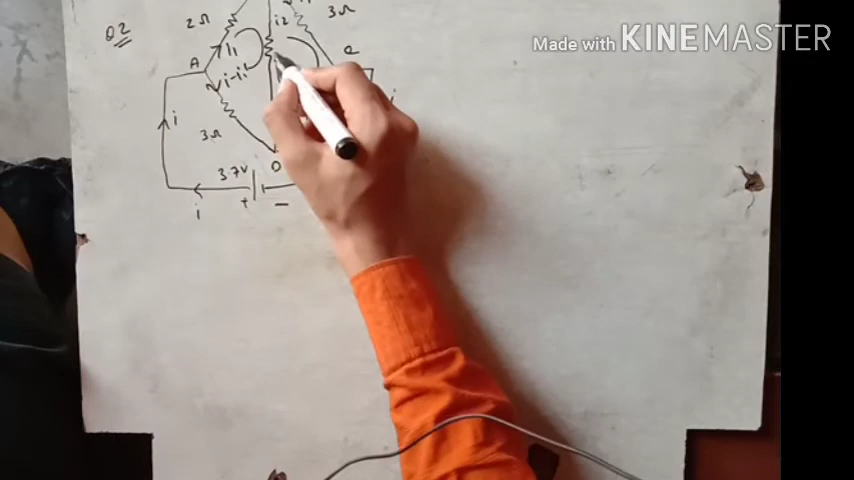 Made with KINEMASTER
Q2
2Ω
i2
3Ω
A
i1
i-i1
i
3Ω
D
3.7V
+
-
i